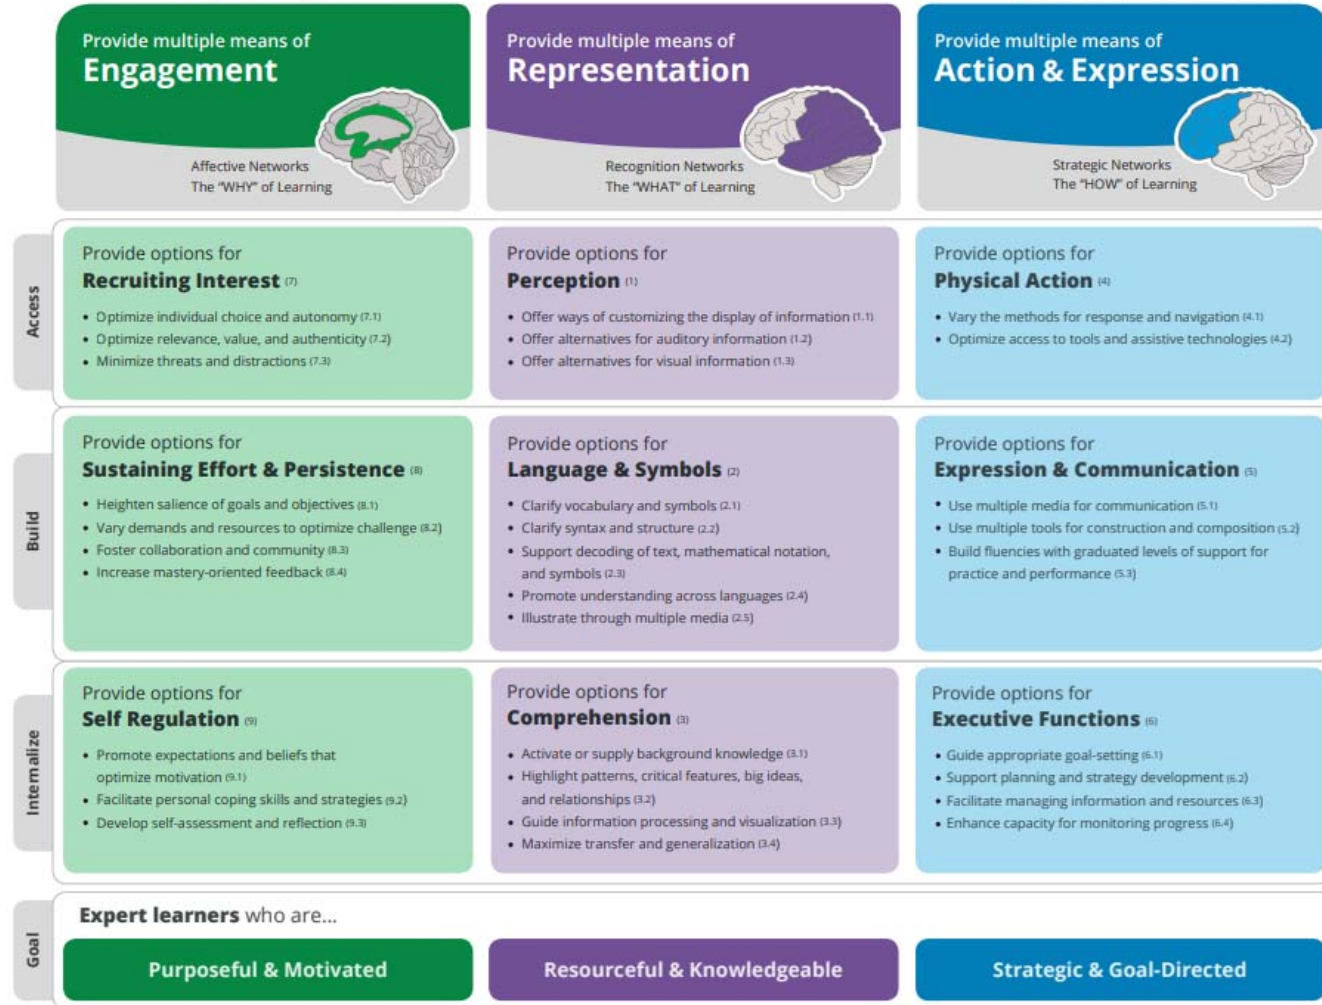 Provide multiple means of
Engagement
Affective Networks
The "WHY" of Learning
Provide multiple means of
Representation
Recognition Networks
The "WHAT" of Learning
Provide multiple means of
Action & Expression
Strategic Networks
The "HOW" of Learning
Access
Provide options for
Recruiting Interest (7)
• Optimize individual choice and autonomy (7.1)
• Optimize relevance, value, and authenticity (7.2)
• Minimize threats and distractions (7.3)
Provide options for
Perception (1)
• Offer ways of customizing the display of information (1.1)
• Offer alternatives for auditory information (1.2)
• Offer alternatives for visual information (1.3)
Provide options for
Physical Action (4)
• Vary the methods for response and navigation (4.1)
• Optimize access to tools and assistive technologies (4.2)
Build
Provide options for
Sustaining Effort & Persistence (8)
• Heighten salience of goals and objectives (8.1)
• Vary demands and resources to optimize challenge (8.2)
• Foster collaboration and community (8.3)
• Increase mastery-oriented feedback (8.4)
Provide options for
Language & Symbols (2)
• Clarify vocabulary and symbols (2.1)
• Clarify syntax and structure (2.2)
• Support decoding of text, mathematical notation,
and symbols (2.3)
• Promote understanding across languages (2.4)
• Illustrate through multiple media (2.5)
Provide options for
Expression & Communication (5)
• Use multiple media for communication (5.1)
• Use multiple tools for construction and composition (5.2)
• Build fluencies with graduated levels of support for
practice and performance (5.3)
Internalize
Provide options for
Self Regulation (9)
• Promote expectations and beliefs that
optimize motivation (9.1)
• Facilitate personal coping skills and strategies (9.2)
• Develop self-assessment and reflection (9.3)
Provide options for
Comprehension (3)
• Activate or supply background knowledge (3.1)
• Highlight patterns, critical features, big ideas,
and relationships (3.2)
• Guide information processing and visualization (3.3)
• Maximize transfer and generalization (3.4)
Provide options for
Executive Functions (6)
• Guide appropriate goal-setting (6.1)
• Support planning and strategy development (6.2)
• Facilitate managing information and resources (6.3)
• Enhance capacity for monitoring progress (6.4)
Goal
Expert learners who are...
Purposeful & Motivated
Resourceful & Knowledgeable
Strategic & Goal-Directed